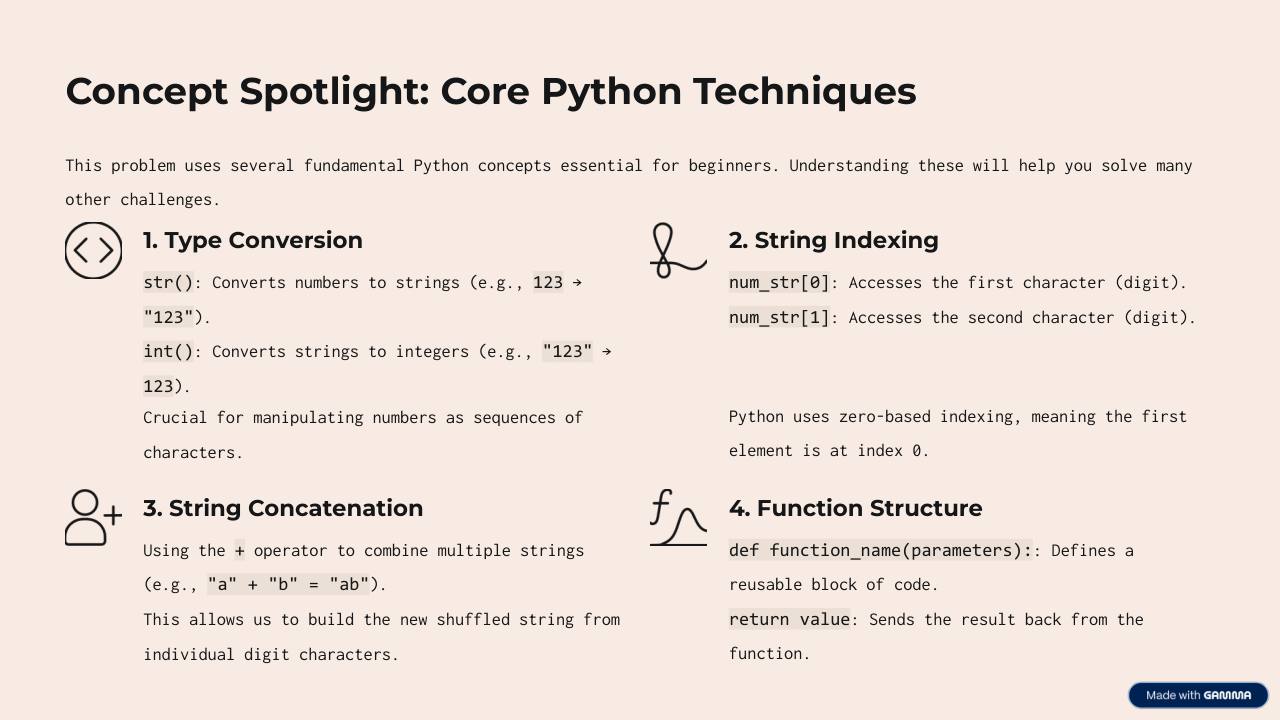 Concept Spotlight: Core Python Techniques
This problem uses several fundamental Python concepts essential for beginners. Understanding these will help you solve many
other challenges.
1. Type Conversion
str(): Converts numbers to strings (e.g., 123 →
"123").
int(): Converts strings to integers (e.g., "123" →
123).
Crucial for manipulating numbers as sequences of
characters.
2. String Indexing
num_str[0]: Accesses the first character (digit).
num_str[1]: Accesses the second character (digit).
Python uses zero-based indexing, meaning the first
element is at index 0.
3. String Concatenation
Using the + operator to combine multiple strings
(e.g., "a" + "b" = "ab").
This allows us to build the new shuffled string from
individual digit characters.
4. Function Structure
def function_name(parameters):: Defines a
reusable block of code.
return value: Sends the result back from the
function.
Made with GAMMA